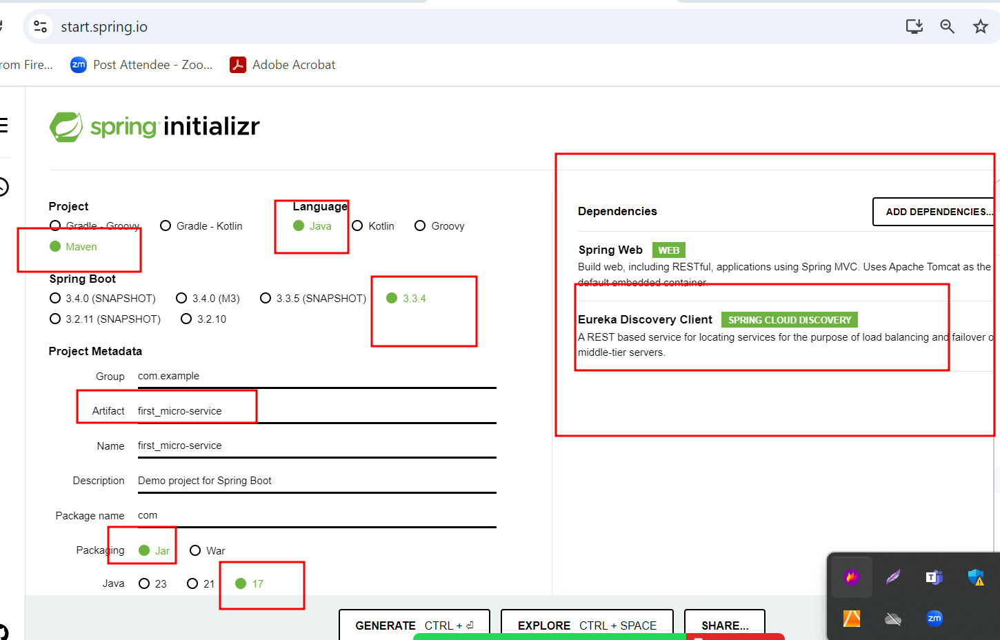 start.spring.io
rom Fire...
zm Post Attendee - Zoo...
Adobe Acrobat
spring initializr
Project
Gradle - Groovy
Gradle - Kotlin
Maven
Language
Java
Kotlin
Groovy
Spring Boot
3.4.0 (SNAPSHOT)
3.4.0 (M3)
3.3.5 (SNAPSHOT)
3.3.4
3.2.11 (SNAPSHOT)
3.2.10
Project Metadata
Group com.example
Artifact first_micro-service
Name first_micro-service
Description Demo project for Spring Boot
Package name com
Packaging Jar War
Java 23 21 17
Dependencies
ADD DEPENDENCIES...
Spring Web WEB
Build web, including RESTful, applications using Spring MVC. Uses Apache Tomcat as the
default embedded container.
Eureka Discovery Client SPRING CLOUD DISCOVERY
A REST based service for locating services for the purpose of load balancing and failover o
middle-tier servers.
GENERATE CTRL + ⏎
EXPLORE CTRL + SPACE
SHARE...
T
zm